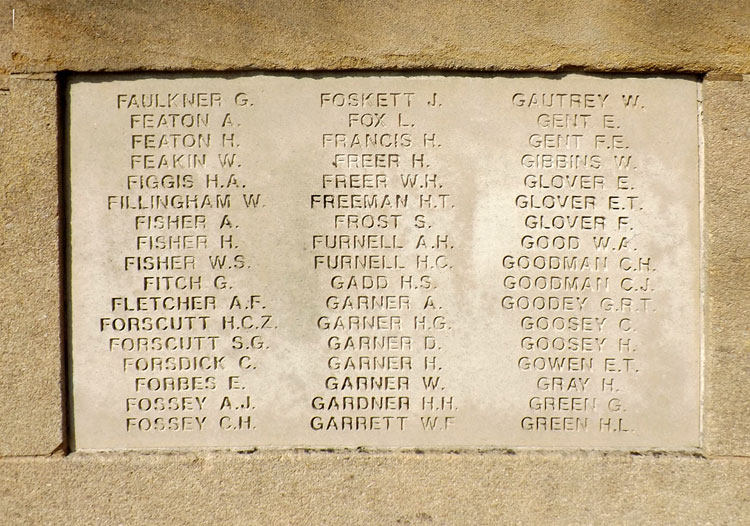 FAULKNER G.
FEATON A.
FEATON H.
FEAKIN W.
FIGGIS H.A.
FILLINGHAM W.
FISHER A.
FISHER H.
FISHER W.S.
FITCH G.
FLETCHER A.F.
FORSCUTT H.C.Z.
FORSCUTT S.G.
FORSDICK C.
FORBES E.
FOSSEY A.J.
FOSSEY C.H.
FOSKETT J.
FOX L.
FRANCIS H.
FREER H.
FREER W.H.
FREEMAN H.T.
FROST S.
FURNELL A.H.
FURNELL H.C.
GADD H.S.
GARNER A.
GARNER H.G.
GARNER D.
GARNER H.
GARNER W.
GARDNER H.H.
GARRETT W.F
GAUTREY W.
GENT E.
GENT F.E.
GIBBINS W.
GLOVER E.
GLOVER E.T.
GLOVER F.
GOOD W.A.
GOODMAN C.H.
GOODMAN C.J.
GOODEY G.R.T.
GOOSEY C.
GOOSEY H.
GOWEN E.T.
GRAY H.
GREEN G.
GREEN H.L.